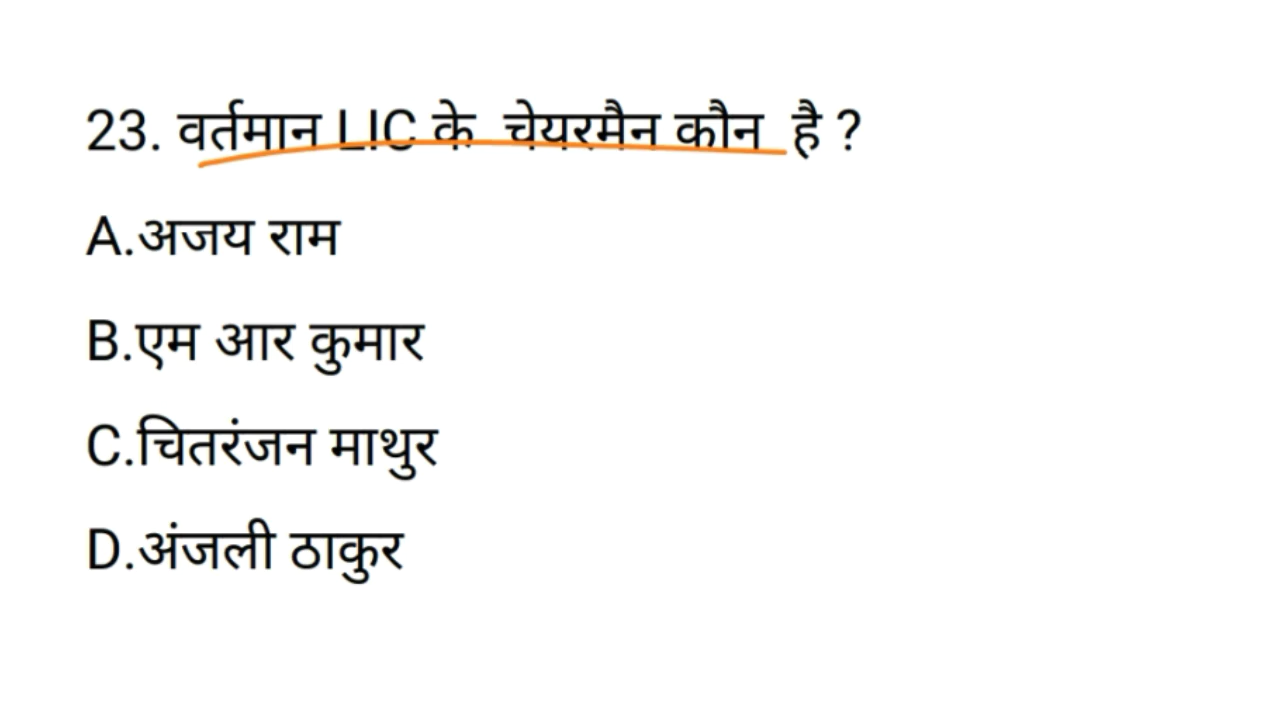 23. वर्तमान LIC के चेयरमैन कौन है ?
A.अजय राम
B.एम आर कुमार
C.चितरंजन माथुर
D.अंजली ठाकुर